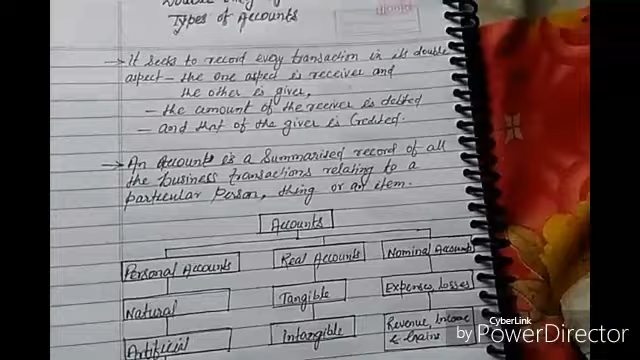 Types of Accounts
→ It seeks to record every transaction in its double
aspect - the one aspect is receiver and
the other is giver,
- the amount of the reciver is debited
- and that of the giver is Credited.
→ An Accounts is a Summarised record of all
the business transactions relating to a
particular Person, thing or an item.
Accounts
Personal Accounts
Real Accounts
Nominal Accounts
Natural
Tangible
Expenses, Losses
Artificial
Intangible
Revenue, Income
& Gains
CyberLink
by PowerDirector